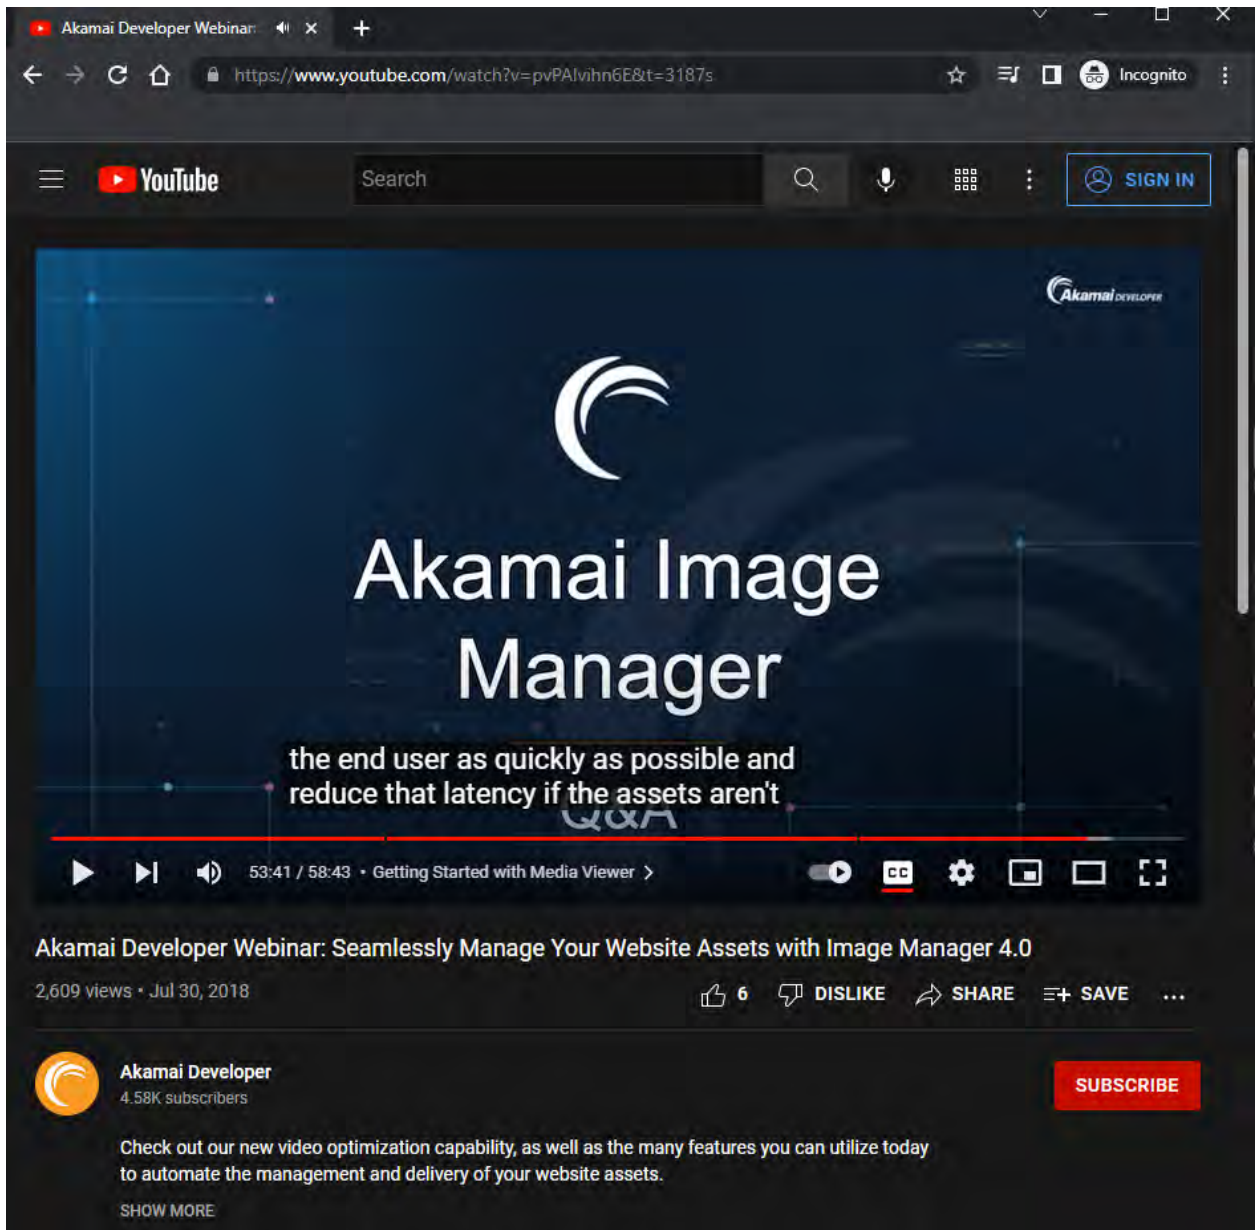 Akamai Developer Webinar:
https://www.youtube.com/watch?v=pvPAlvihn6E&t=3187s
Incognito
YouTube
Search
SIGN IN
Akamai DEVELOPER
Akamai Image
Manager
the end user as quickly as possible and
reduce that latency if the assets aren't
Q&A
53:41 / 58:43 • Getting Started with Media Viewer >
CC
Akamai Developer Webinar: Seamlessly Manage Your Website Assets with Image Manager 4.0
2,609 views • Jul 30, 2018
6 DISLIKE SHARE SAVE ...
Akamai Developer
4.58K subscribers
SUBSCRIBE
Check out our new video optimization capability, as well as the many features you can utilize today
to automate the management and delivery of your website assets.
SHOW MORE